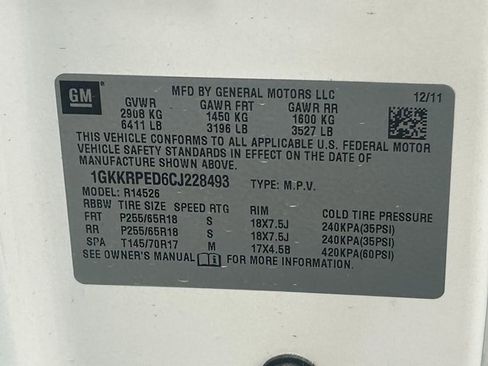 GM
MFD BY GENERAL MOTORS LLC 12/11
GVWR GAWR FRT GAWR RR
2908 KG 1450 KG 1600 KG
6411 LB 3196 LB 3527 LB
THIS VEHICLE CONFORMS TO ALL APPLICABLE U.S. FEDERAL MOTOR
VEHICLE SAFETY STANDARDS IN EFFECT ON THE DATE OF
MANUFACTURE SHOWN ABOVE.
1GKKRPED6CJ228493 TYPE: M.P.V.
MODEL: R14526
RBBW TIRE SIZE SPEED RTG RIM COLD TIRE PRESSURE
FRT P255/65R18 S 18X7.5J 240KPA(35PSI)
RR P255/65R18 S 18X7.5J 240KPA(35PSI)
SPA T145/70R17 M 17X4.5B 420KPA(60PSI)
SEE OWNER'S MANUAL FOR MORE INFORMATION.